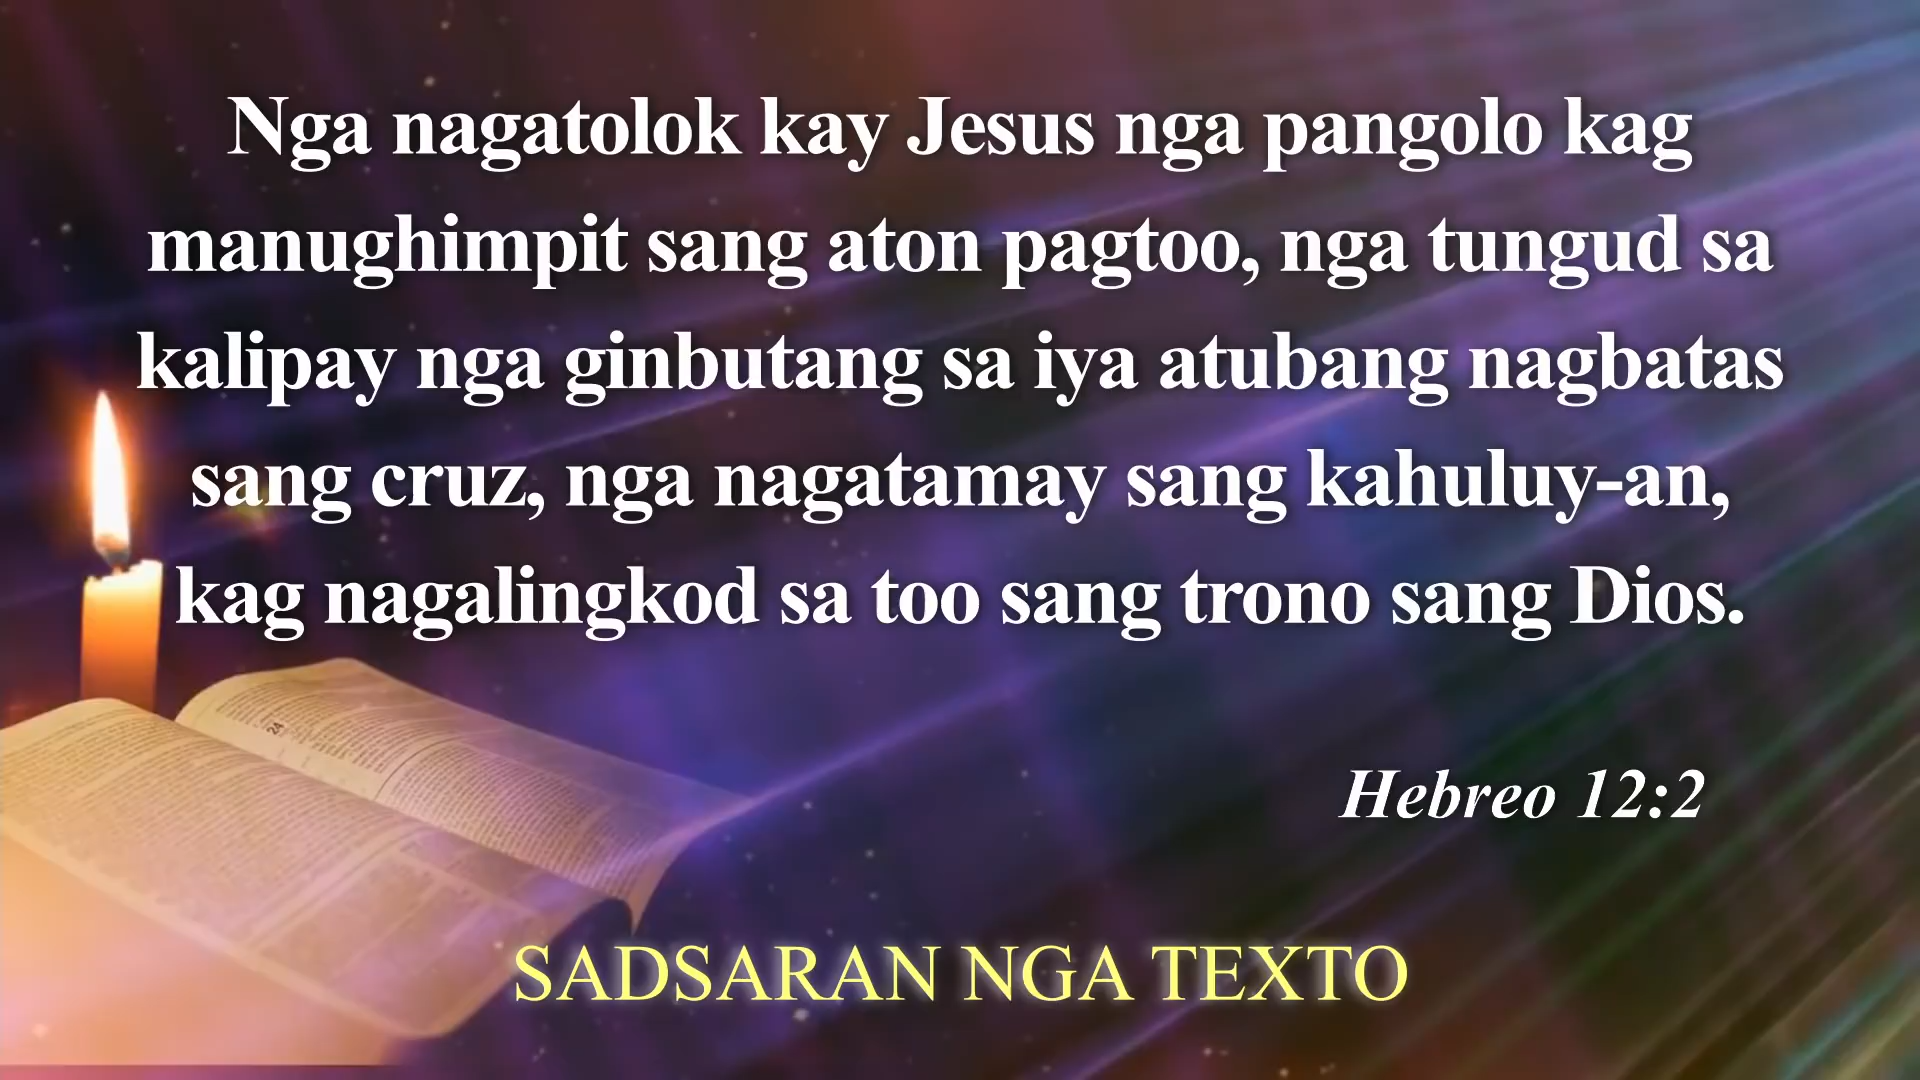 Nga nagatolok kay Jesus nga pangolo kag
manughimpit sang aton pagtoo, nga tungud sa
kalipay nga ginbutang sa iya atubang nagbatas
sang cruz, nga nagatamay sang kahuluy-an,
kag nagalingkod sa too sang trono sang Dios.
Hebreo 12:2
SADSARAN NGA TEXTO